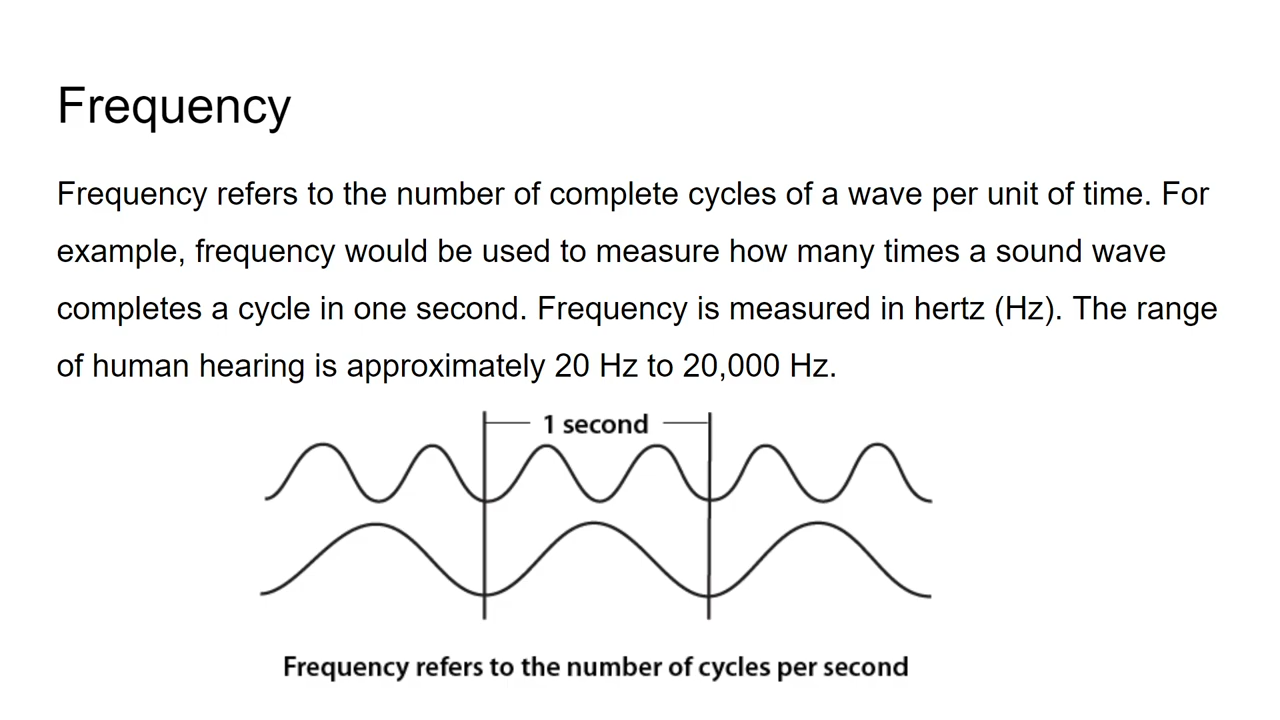 Frequency
Frequency refers to the number of complete cycles of a wave per unit of time. For
example, frequency would be used to measure how many times a sound wave
completes a cycle in one second. Frequency is measured in hertz (Hz). The range
of human hearing is approximately 20 Hz to 20,000 Hz.
1 second
Frequency refers to the number of cycles per second